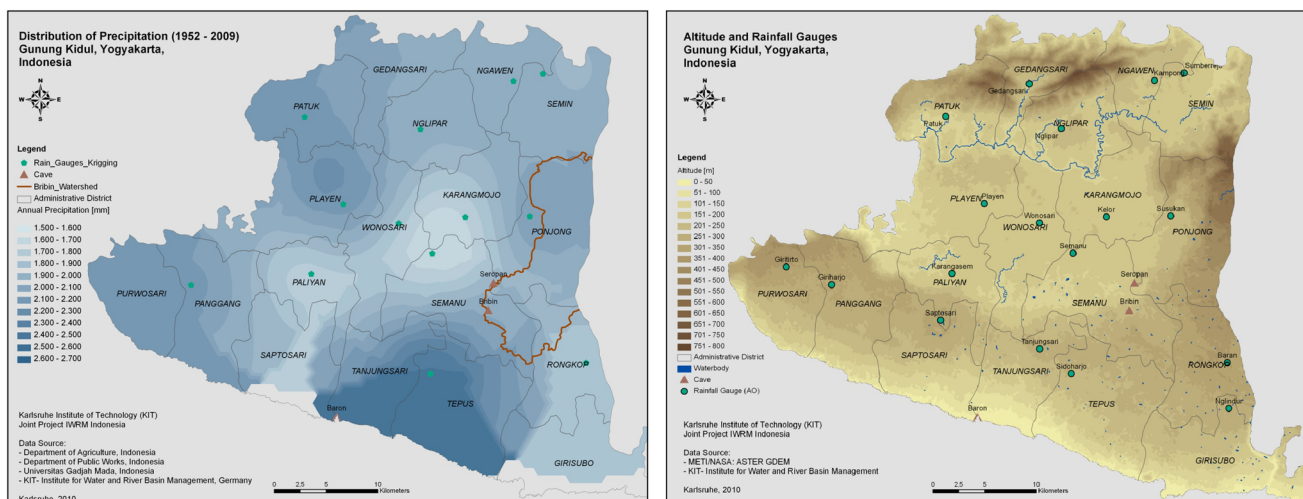 Distribution of Precipitation (1952 - 2009)
Gunung Kidul, Yogyakarta,
Indonesia
N
W E
S
Legend
Rain_Gauges_Krigging
Cave
Bribin_Watershed
Administrative District
Annual Precipitation [mm]
1.500 - 1.600
1.600 - 1.700
1.700 - 1.800
1.800 - 1.900
1.900 - 2.000
2.000 - 2.100
2.100 - 2.200
2.200 - 2.300
2.300 - 2.400
2.400 - 2.500
2.500 - 2.600
2.600 - 2.700
GEDANGSARI
NGAWEN
SEMIN
PATUK
NGLIPAR
PLAYEN
KARANGMOJO
WONOSARI
PONJONG
PALIYAN
Seropan
PURWOSARI
PANGGANG
SEMANU
Bribin
SAPTOSARI
TANJUNGSARI
RONGKOP
TEPUS
Baron
GIRISUBO
Karlsruhe Institute of Technology (KIT)
Joint Project IWRM Indonesia
Data Source:
- Department of Agriculture, Indonesia
- Department of Public Works, Indonesia
- Universitas Gadjah Mada, Indonesia
- KIT- Institute for Water and River Basin Management, Germany
Karlsruhe, 2010
0 2.5 5 10
Kilometers
Altitude and Rainfall Gauges
Gunung Kidul, Yogyakarta,
Indonesia
N
W E
S
Legend
Altitude [m]
0 - 50
51 - 100
101 - 150
151 - 200
201 - 250
251 - 300
301 - 350
351 - 400
401 - 450
451 - 500
501 - 550
551 - 600
601 - 650
651 - 700
701 - 750
751 - 800
Administrative District
Waterbody
Cave
Rainfall Gauge (AO)
GEDANGSARI
Gedangsari
NGAWEN
Kampong
SEMIN
PATUK
Patuk
NGLIPAR
Nglipar
PLAYEN
Playen
KARANGMOJO
Kelor
Susukan
Wonosari
WONOSARI
PONJONG
Semanu
Giritirto
Giriharjo
Karangasem
PALIYAN
Seropan
PURWOSARI
PANGGANG
SEMANU
Bribin
Saptosari
SAPTOSARI
Tanjungsari
TANJUNGSARI
Sidoharjo
Baran
RONGKOP
TEPUS
Baron
Nglindur
GIRISUBO
Karlsruhe Institute of Technology (KIT)
Joint Project IWRM Indonesia
Data Source:
- METI/NASA: ASTER GDEM
- KIT- Institute for Water and River Basin Management
Karlsruhe, 2010
0 2.5 5 10
Kilometers